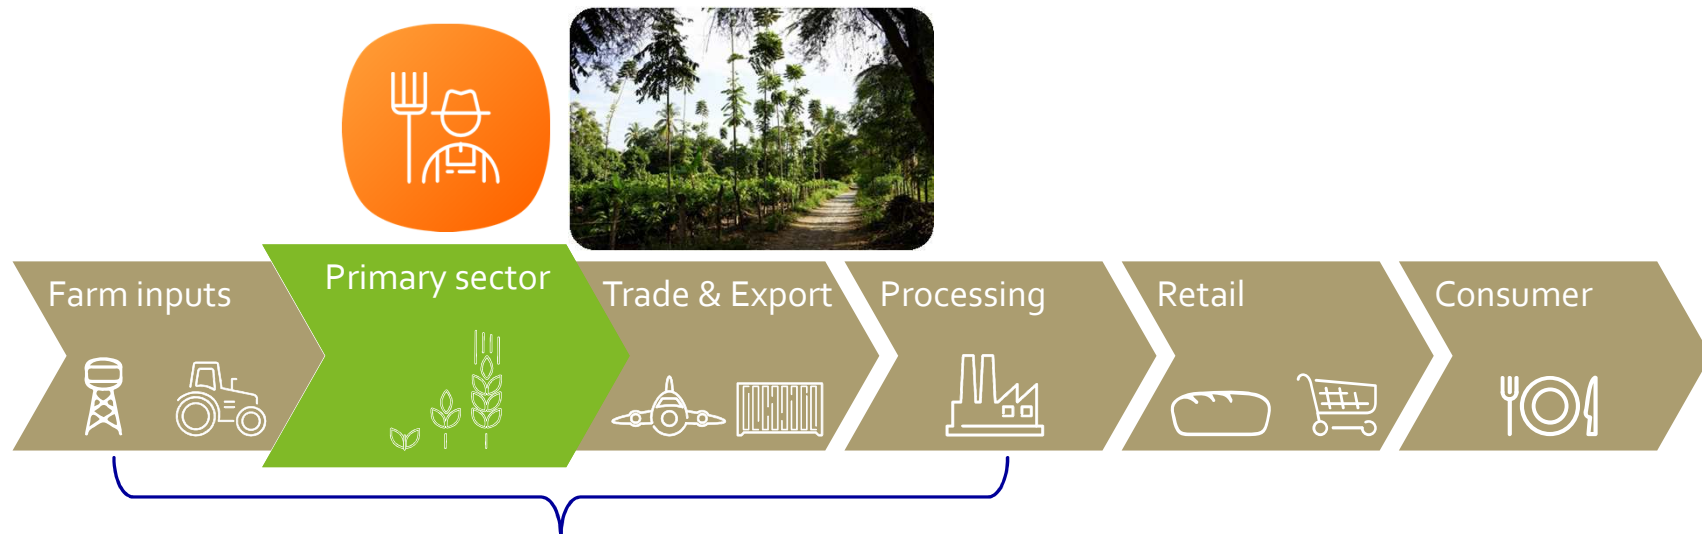 Farm inputs
Primary sector
Trade & Export
Processing
Retail
Consumer